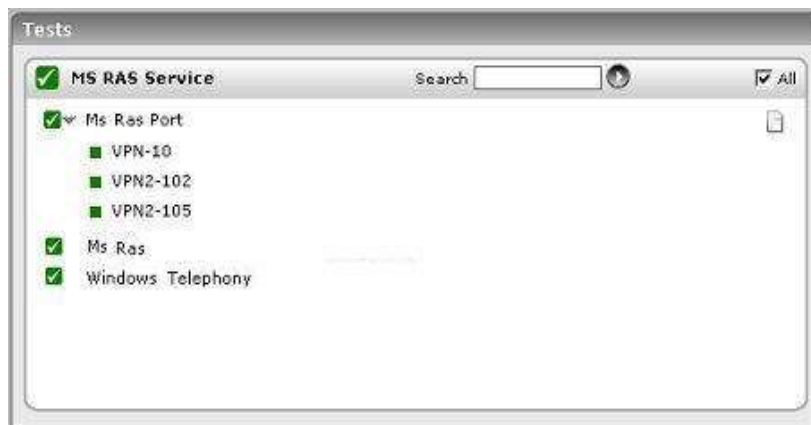 Tests
MS RAS Service Search All
Ms Ras Port
VPN-10
VPN2-102
VPN2-105
Ms Ras
Windows Telephony